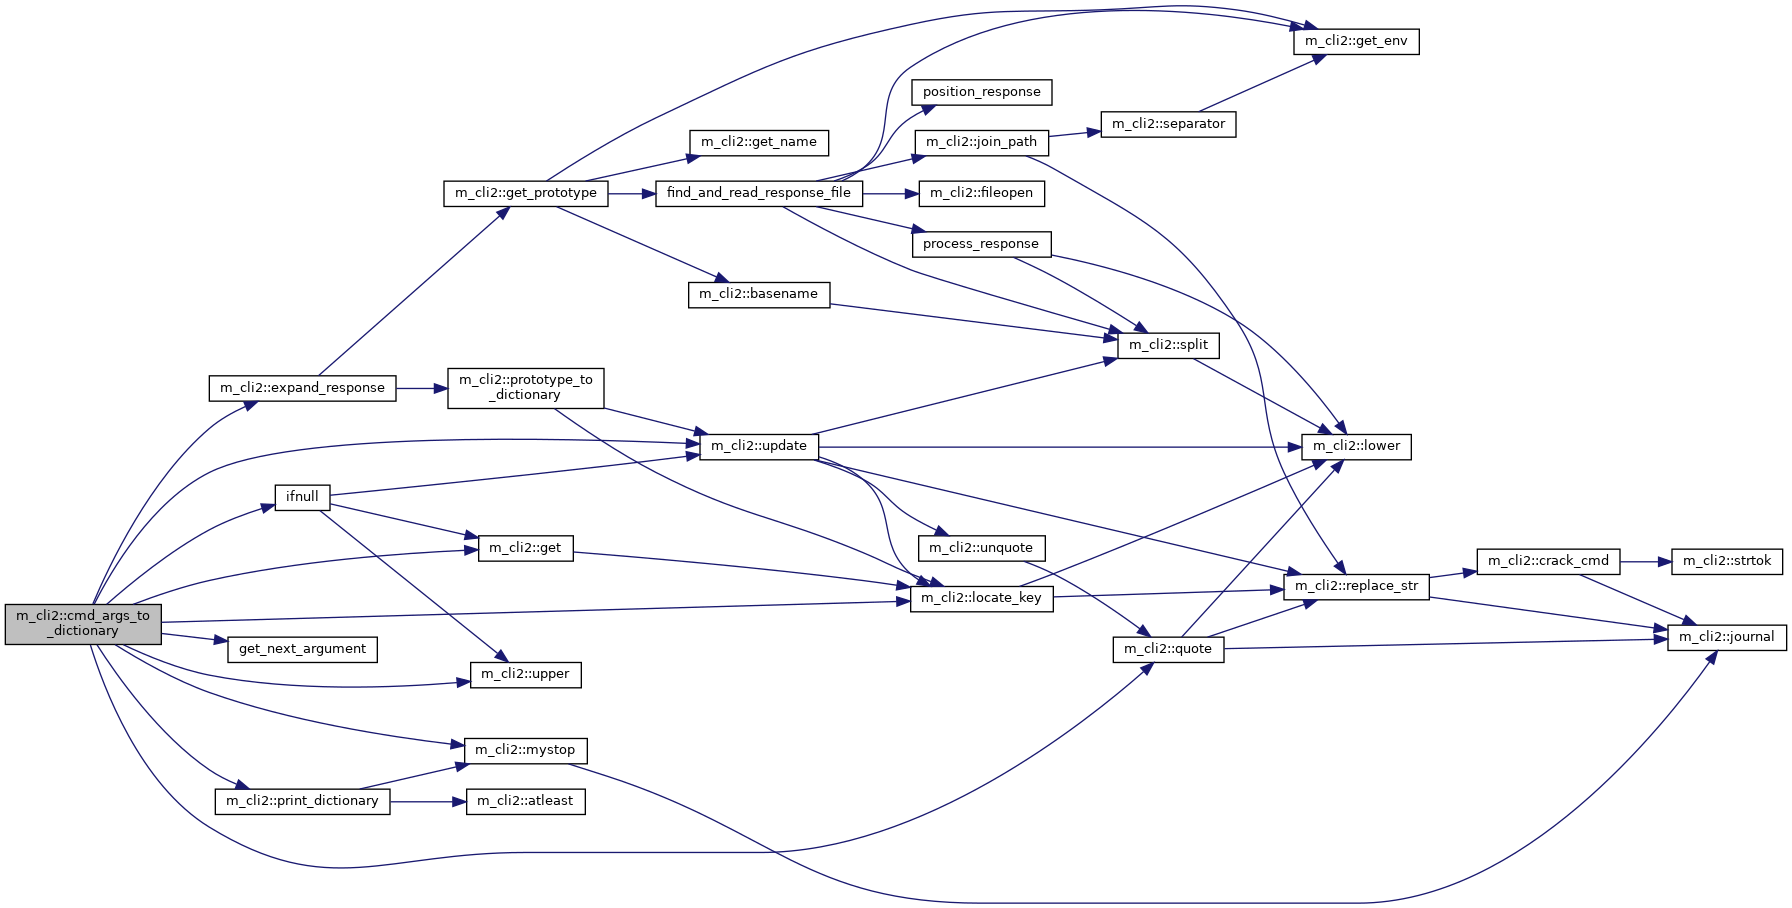 m_cli2::get_env
position_response
m_cli2::separator
m_cli2::get_name
m_cli2::join_path
m_cli2::get_prototype
find_and_read_response_file
m_cli2::fileopen
process_response
m_cli2::basename
m_cli2::split
m_cli2::expand_response
m_cli2::prototype_to
_dictionary
m_cli2::update
m_cli2::lower
ifnull
m_cli2::get
m_cli2::unquote
m_cli2::crack_cmd
m_cli2::strtok
m_cli2::locate_key
m_cli2::replace_str
m_cli2::cmd_args_to
_dictionary
get_next_argument
m_cli2::quote
m_cli2::journal
m_cli2::upper
m_cli2::mystop
m_cli2::print_dictionary
m_cli2::atleast